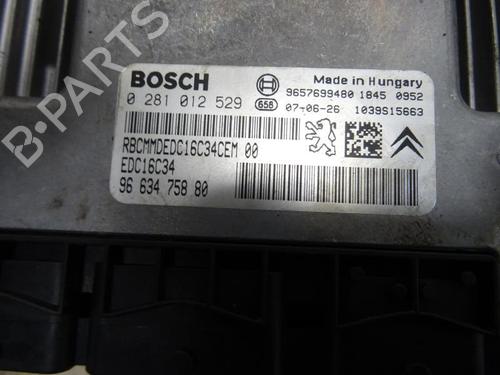 BOSCH
Made in Hungary
9657699480 1845 0952
0 281 012 529 658 07-06-26 1039S15663
RBCMMDEDC16C34CEM 00
EDC16C34
96 634 758 80